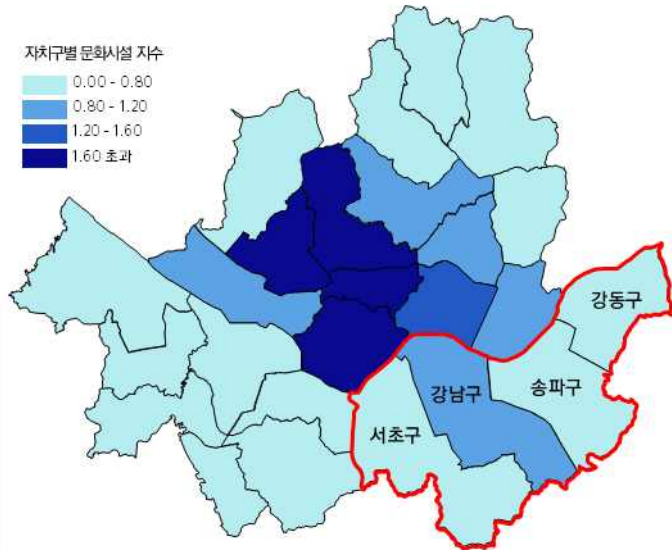 자치구별 문화시설 지수
0.00 - 0.80
0.80 - 1.20
1.20 - 1.60
1.60 초과
강동구
송파구
강남구
서초구